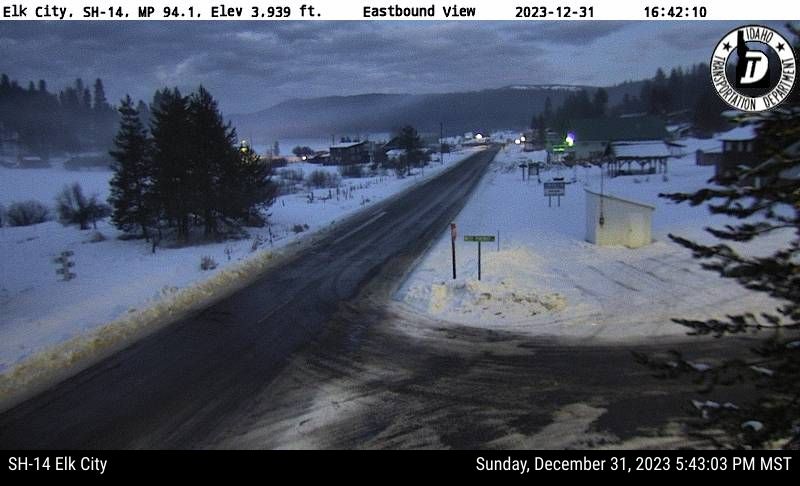 Elk City, SH-14, MP 94.1, Elev 3,939 ft. Eastbound View 2023-12-31 16:42:10
IDAHO
TRANSPORTATION DEPARTMENT
SH-14 Elk City Sunday, December 31, 2023 5:43:03 PM MST